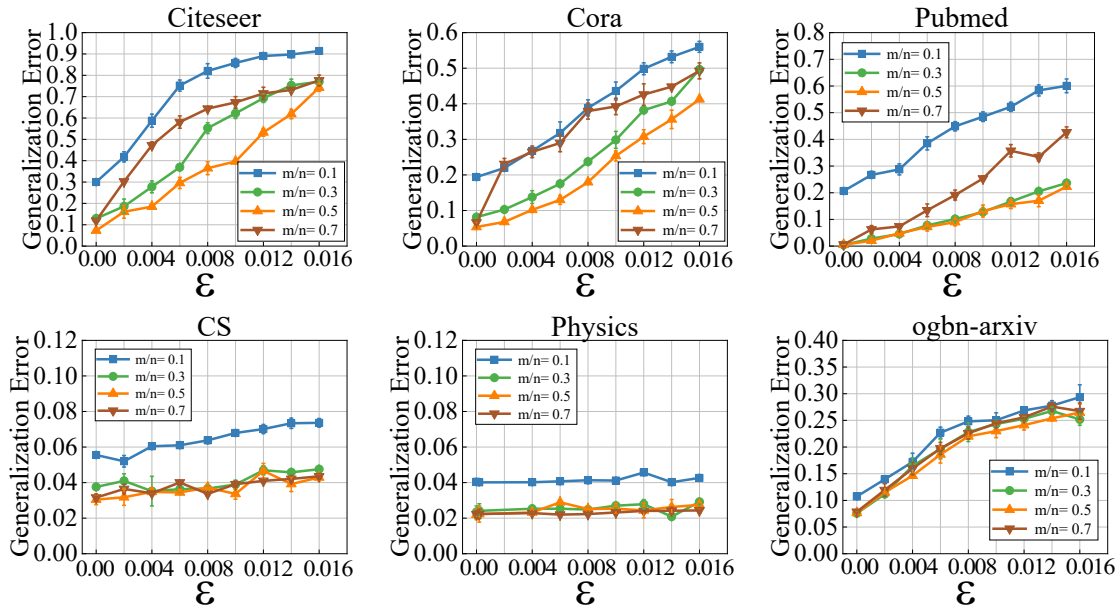 Citeseer
Generalization Error
1.0
0.9
0.8
0.7
0.6
0.5
0.4
0.3
0.2
0.1
0.0
m/n= 0.1
m/n= 0.3
m/n= 0.5
m/n= 0.7
0.00 0.004 0.008 0.012 0.016
ε
Cora
Generalization Error
0.6
0.5
0.4
0.3
0.2
0.1
0.0
m/n= 0.1
m/n= 0.3
m/n= 0.5
m/n= 0.7
0.00 0.004 0.008 0.012 0.016
ε
Pubmed
Generalization Error
0.8
0.7
0.6
0.5
0.4
0.3
0.2
0.1
0.0
m/n= 0.1
m/n= 0.3
m/n= 0.5
m/n= 0.7
0.00 0.004 0.008 0.012 0.016
ε
CS
Generalization Error
0.12
0.10
0.08
0.06
0.04
0.02
0.00
m/n= 0.1
m/n= 0.3
m/n= 0.5
m/n= 0.7
0.00 0.004 0.008 0.012 0.016
ε
Physics
Generalization Error
0.12
0.10
0.08
0.06
0.04
0.02
0.00
m/n= 0.1
m/n= 0.3
m/n= 0.5
m/n= 0.7
0.00 0.004 0.008 0.012 0.016
ε
ogbn-arxiv
Generalization Error
0.40
0.35
0.30
0.25
0.20
0.15
0.10
0.05
0.00
m/n= 0.1
m/n= 0.3
m/n= 0.5
m/n= 0.7
0.00 0.004 0.008 0.012 0.016
ε